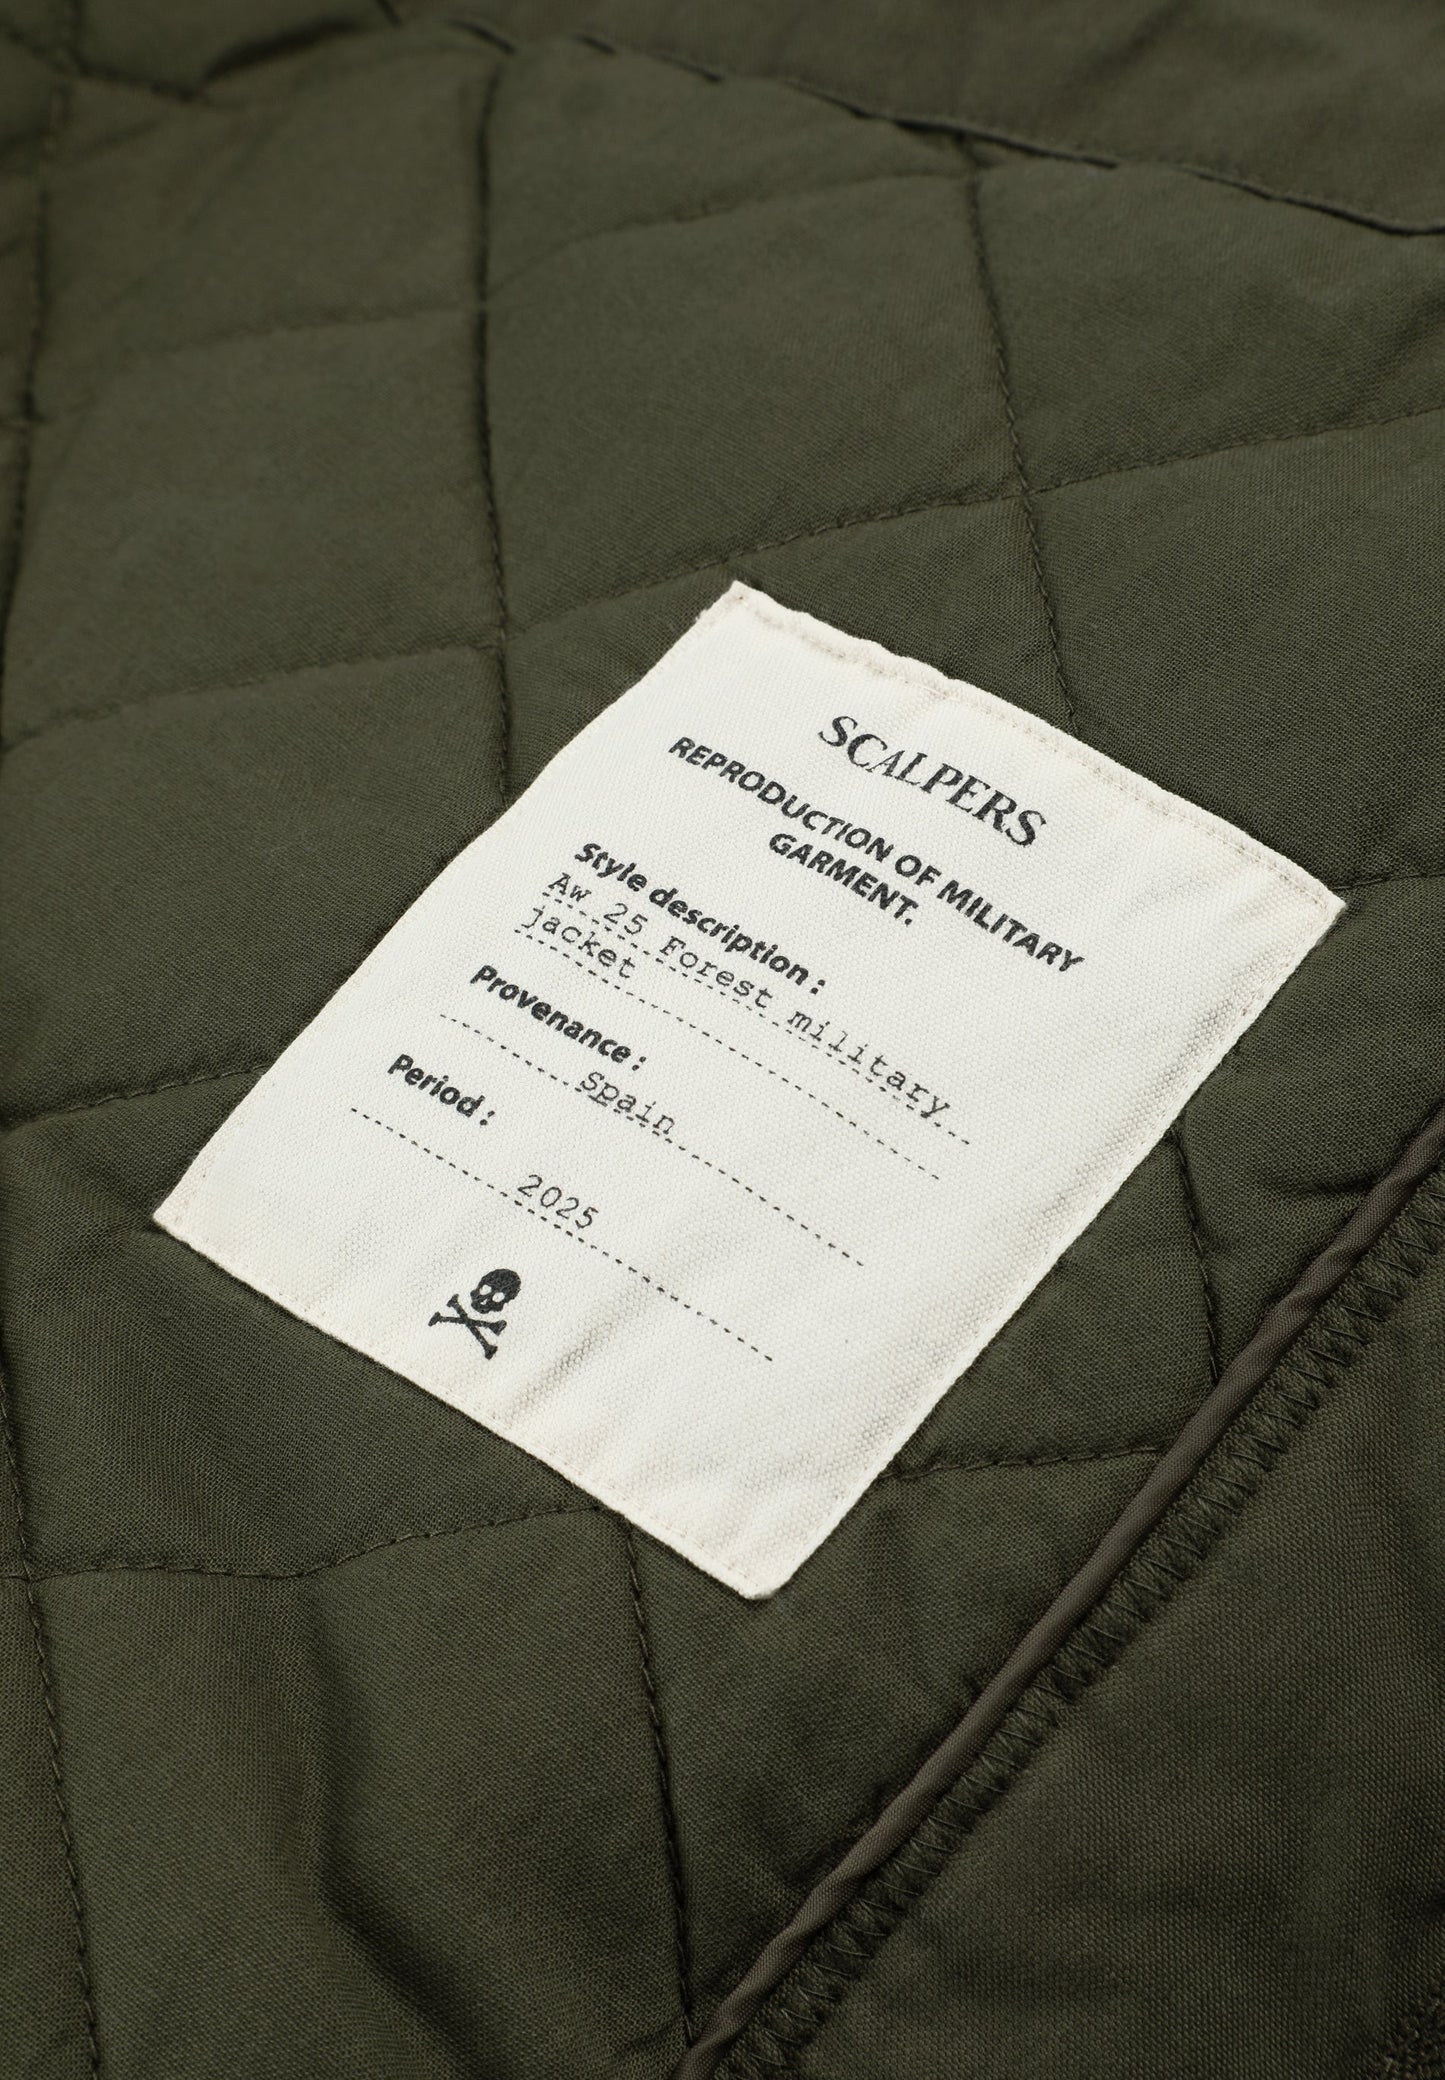 SCALPERS
REPRODUCTION OF MILITARY
GARMENT.
Style description :
Aw 25 Forest military
jacket
Provenance :
Spain
Period :
2025